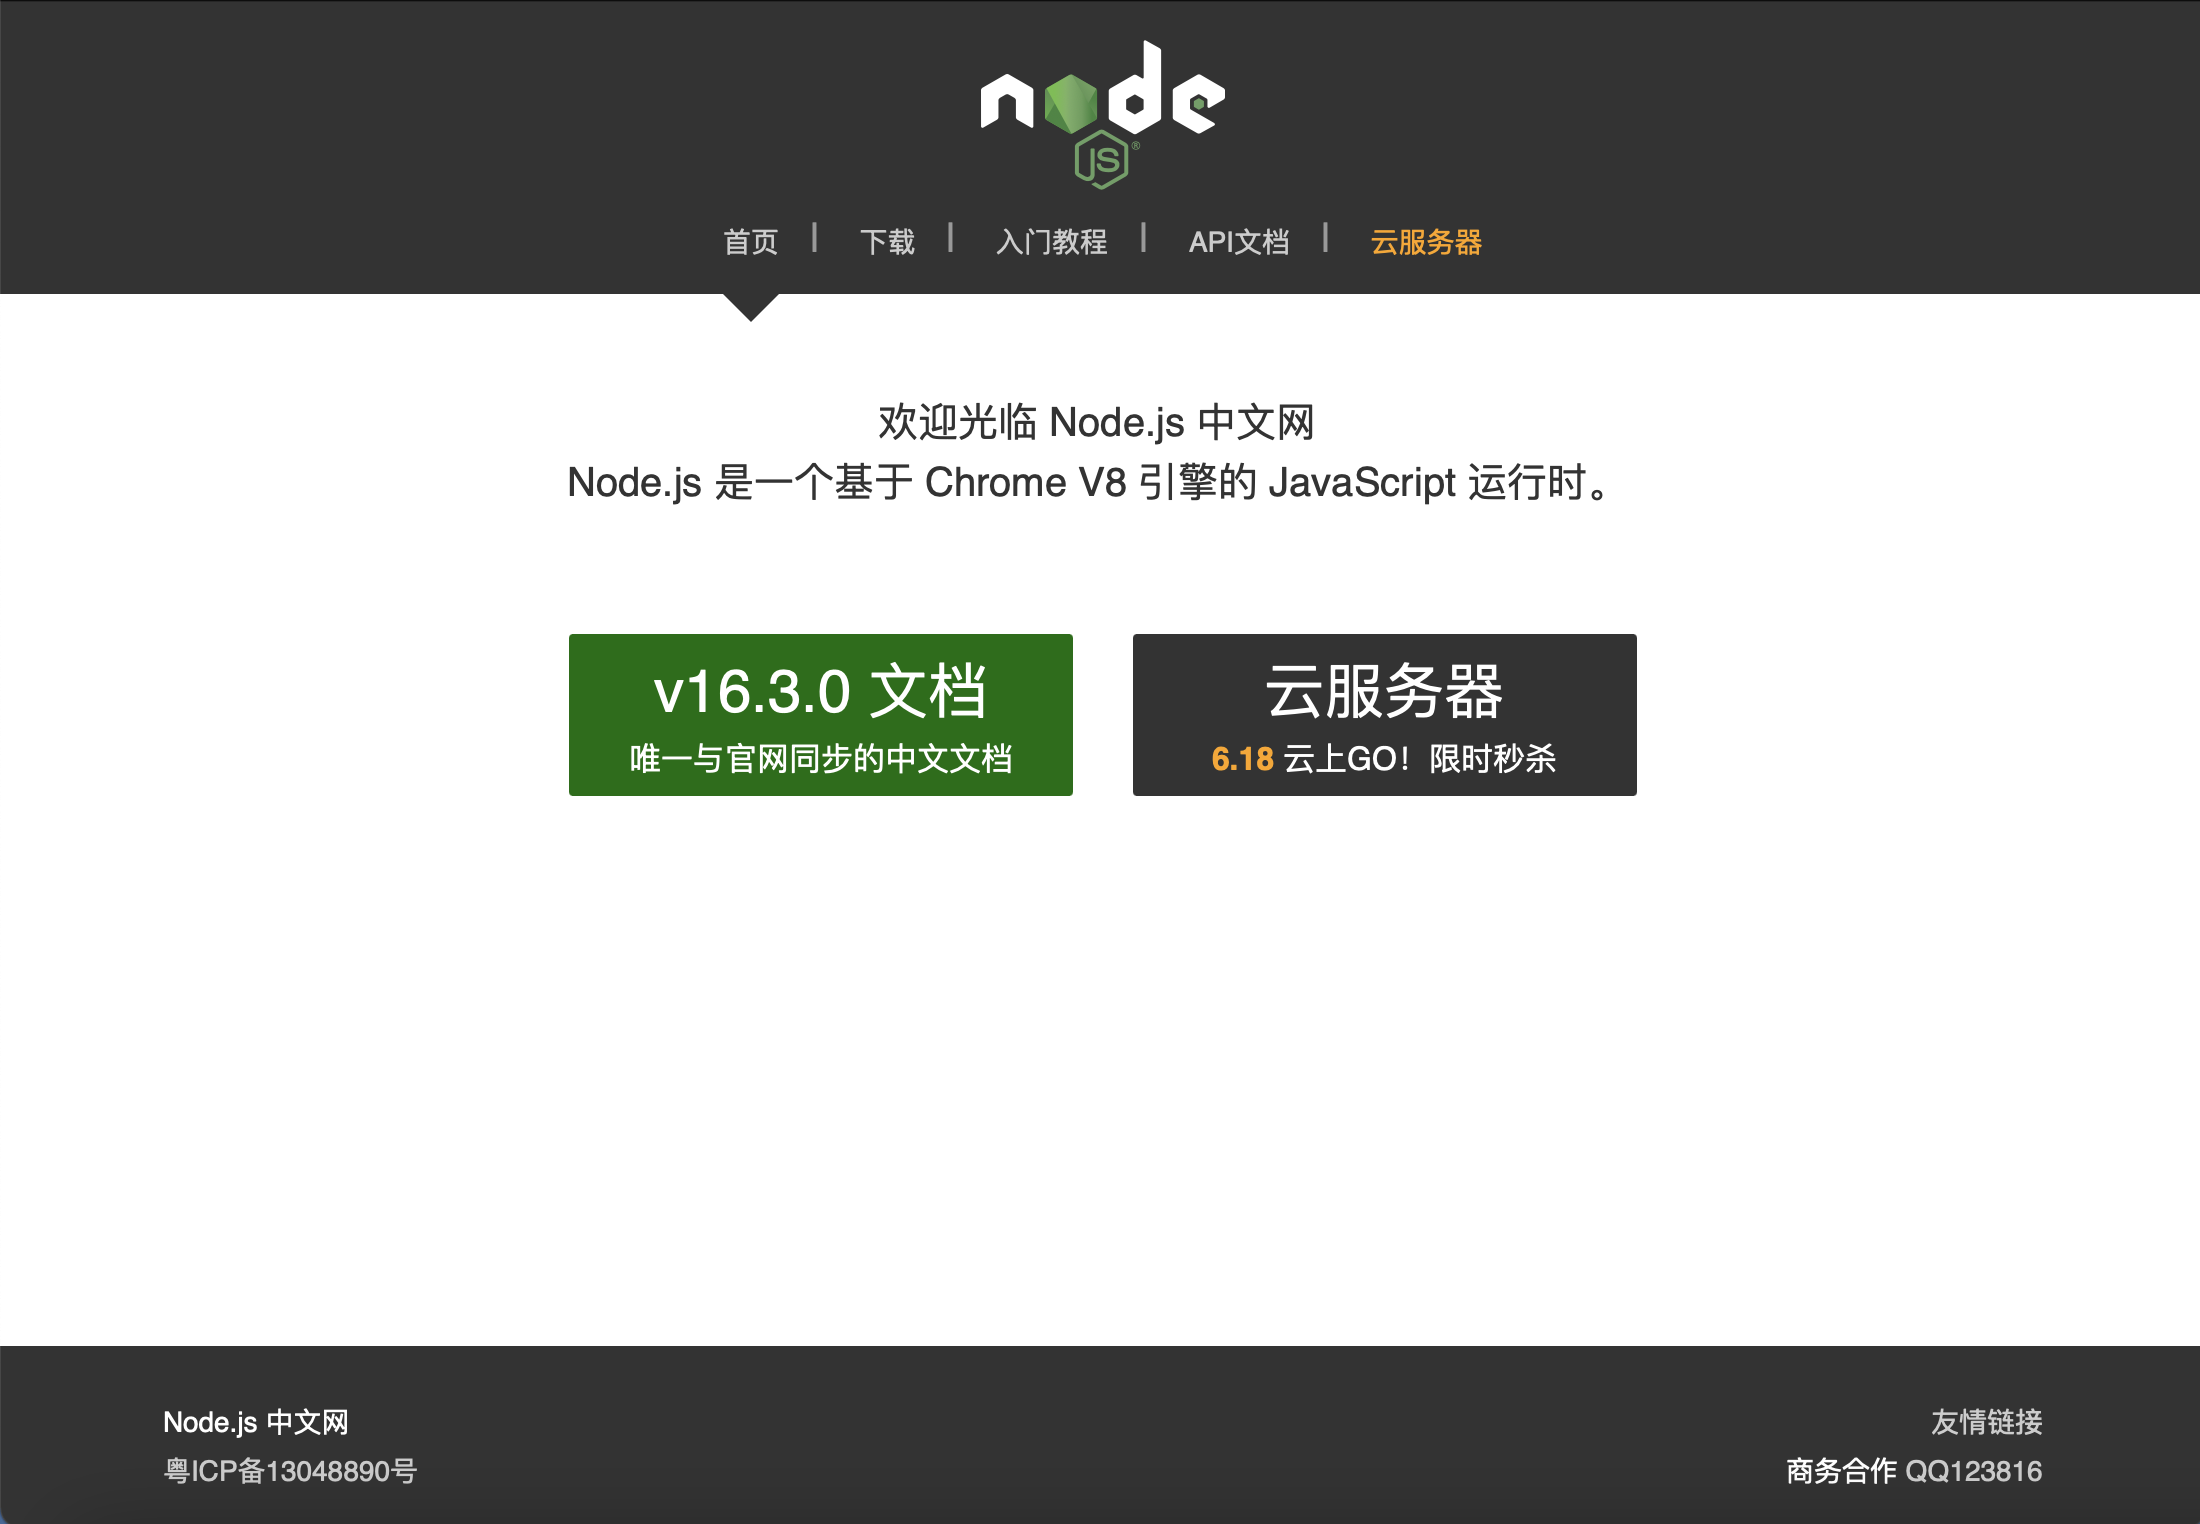 node
JS ®
首页 | 下载 | 入门教程 | API文档 | 云服务器
欢迎光临 Node.js 中文网
Node.js 是一个基于 Chrome V8 引擎的 JavaScript 运行时。
v16.3.0 文档
唯一与官网同步的中文文档
云服务器
6.18 云上GO！限时秒杀
Node.js 中文网
粤ICP备13048890号
友情链接
商务合作 QQ123816